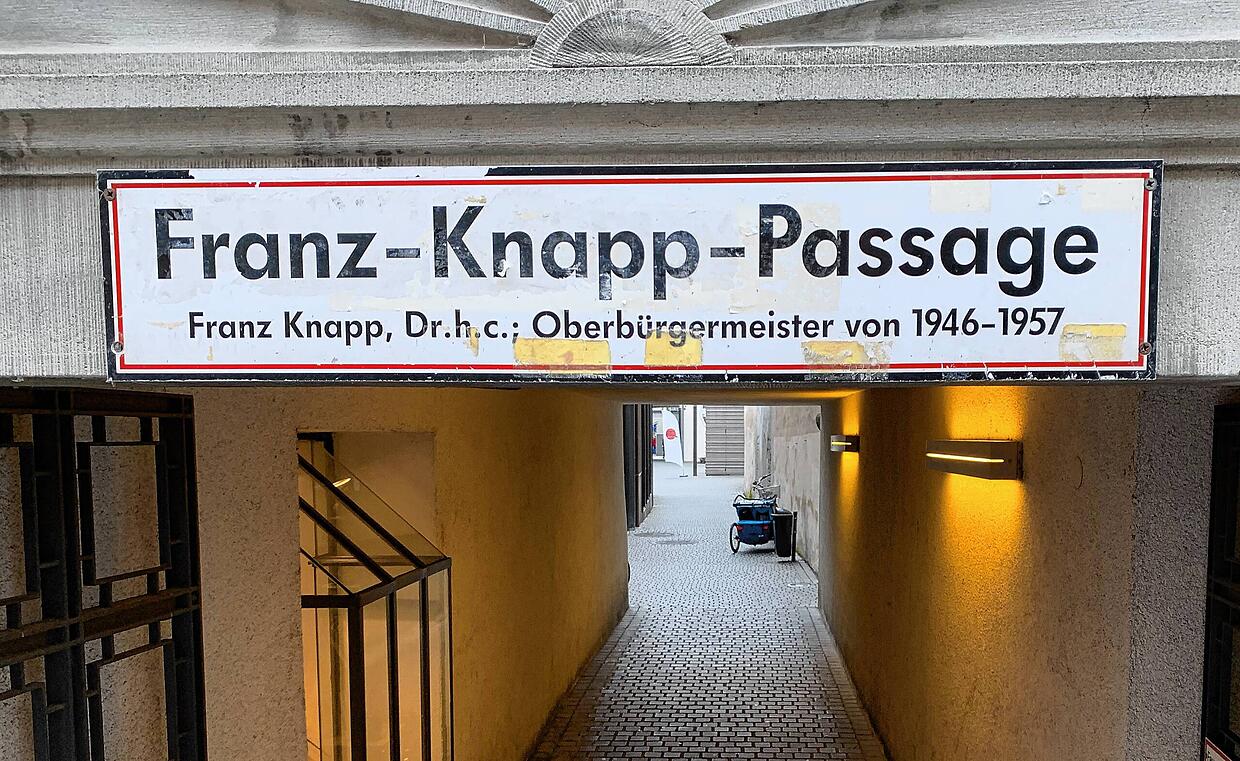 Franz-Knapp-Passage
Franz Knapp, Dr.h.c.; Oberbürgermeister von 1946-1957